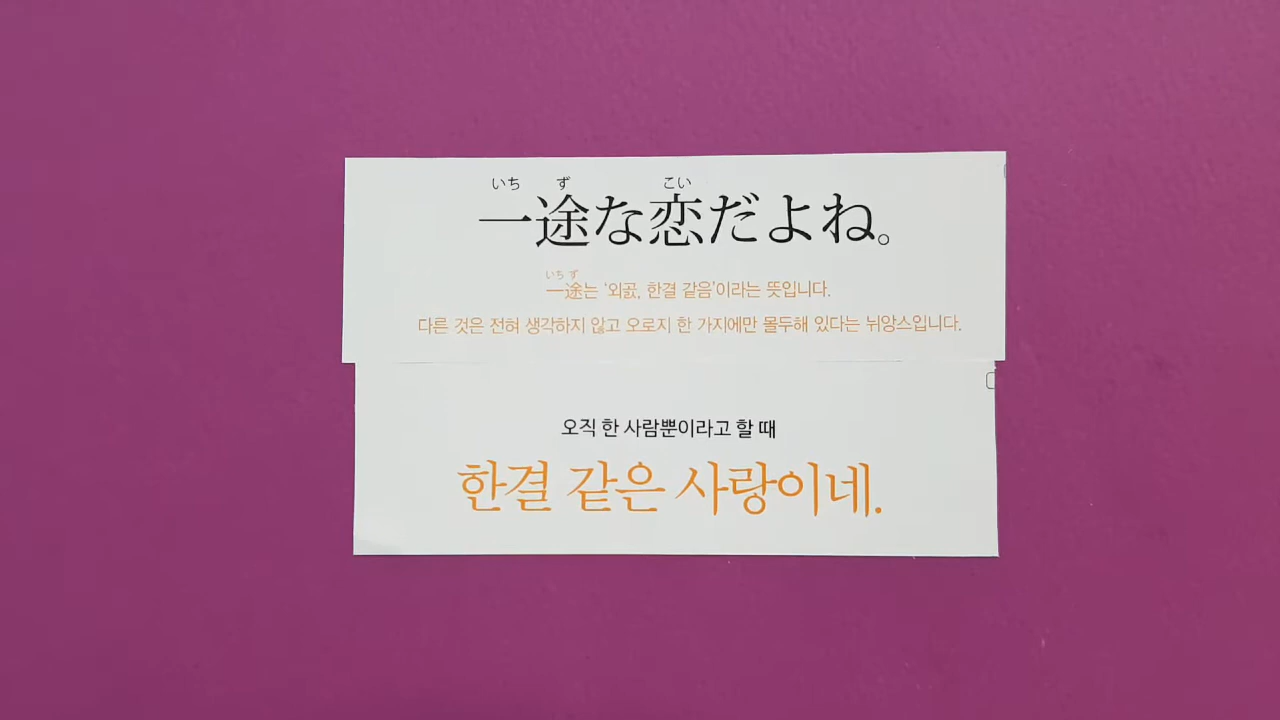 いち ず こい
一途な恋だよね。
いち ず
一途는 '외곬, 한결 같음'이라는 뜻입니다.
다른 것은 전혀 생각하지 않고 오로지 한 가지에만 몰두해 있다는 뉘앙스입니다.
오직 한 사람뿐이라고 할 때
한결 같은 사랑이네.